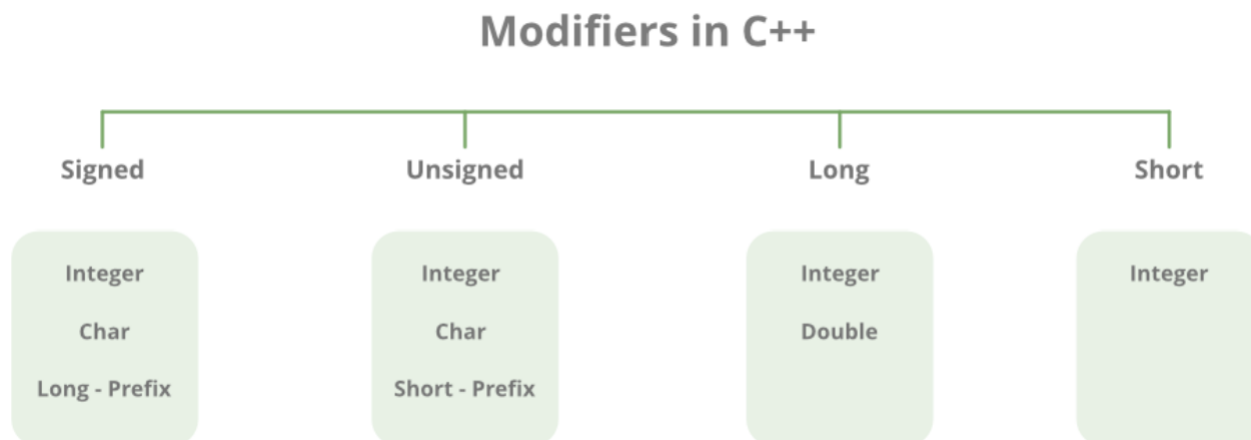 Modifiers in C++
Signed
Unsigned
Long
Short
Integer
Char
Long - Prefix
Integer
Char
Short - Prefix
Integer
Double
Integer